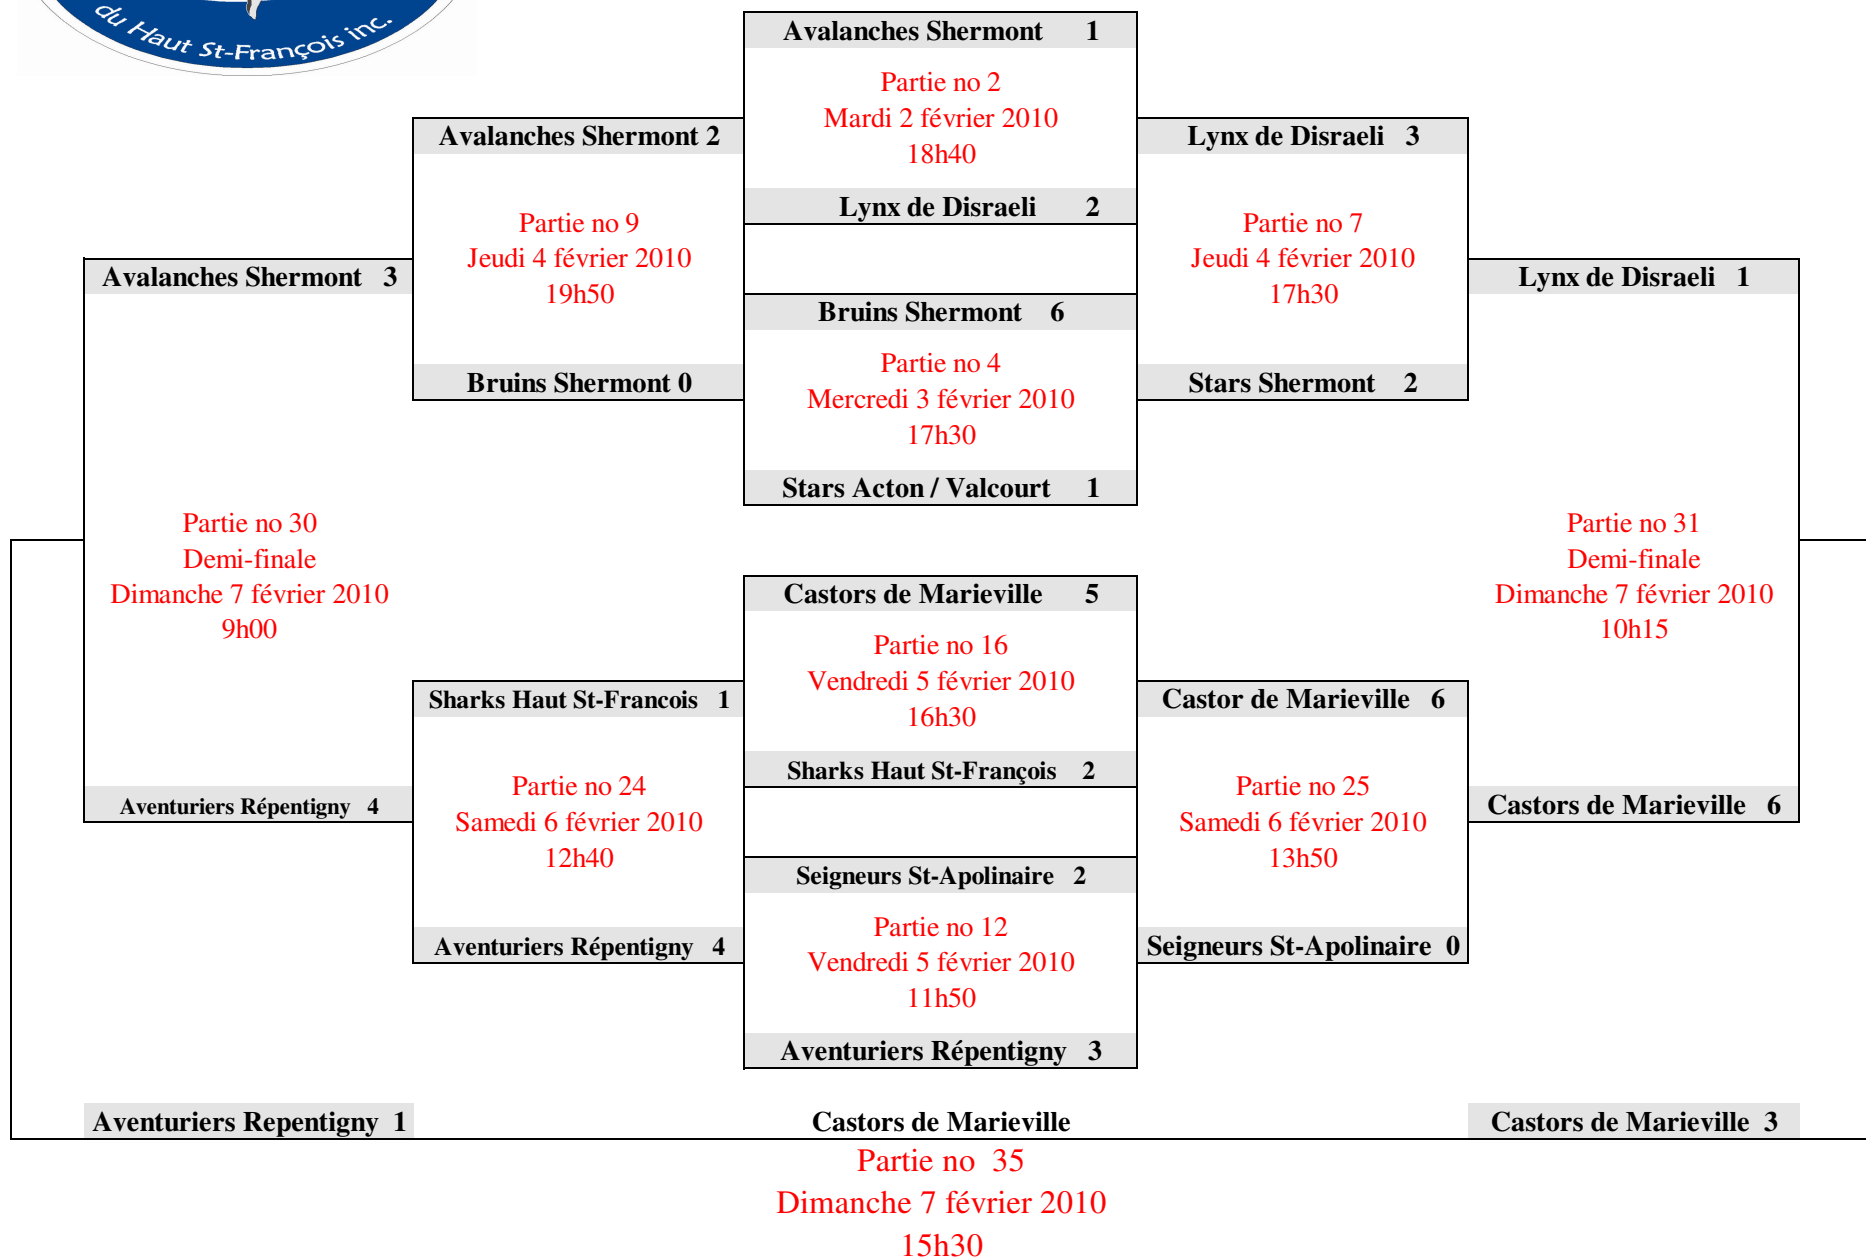 du Haut St-François inc.
Avalanches Shermont 1
Partie no 2
Mardi 2 février 2010
18h40
Lynx de Disraeli 2
Avalanches Shermont 2
Partie no 9
Jeudi 4 février 2010
19h50
Bruins Shermont 0
Lynx de Disraeli 3
Partie no 7
Jeudi 4 février 2010
17h30
Stars Shermont 2
Avalanches Shermont 3
Lynx de Disraeli 1
Bruins Shermont 6
Partie no 4
Mercredi 3 février 2010
17h30
Stars Acton / Valcourt 1
Partie no 30
Demi-finale
Dimanche 7 février 2010
9h00
Partie no 31
Demi-finale
Dimanche 7 février 2010
10h15
Castors de Marieville 5
Partie no 16
Vendredi 5 février 2010
16h30
Sharks Haut St-François 2
Sharks Haut St-Francois 1
Partie no 24
Samedi 6 février 2010
12h40
Aventuriers Répentigny 4
Castor de Marieville 6
Partie no 25
Samedi 6 février 2010
13h50
Seigneurs St-Apolinaire 0
Aventuriers Répentigny 4
Castors de Marieville 6
Seigneurs St-Apolinaire 2
Partie no 12
Vendredi 5 février 2010
11h50
Aventuriers Répentigny 3
Aventuriers Repentigny 1
Castors de Marieville
Castors de Marieville 3
Partie no 35
Dimanche 7 février 2010
15h30